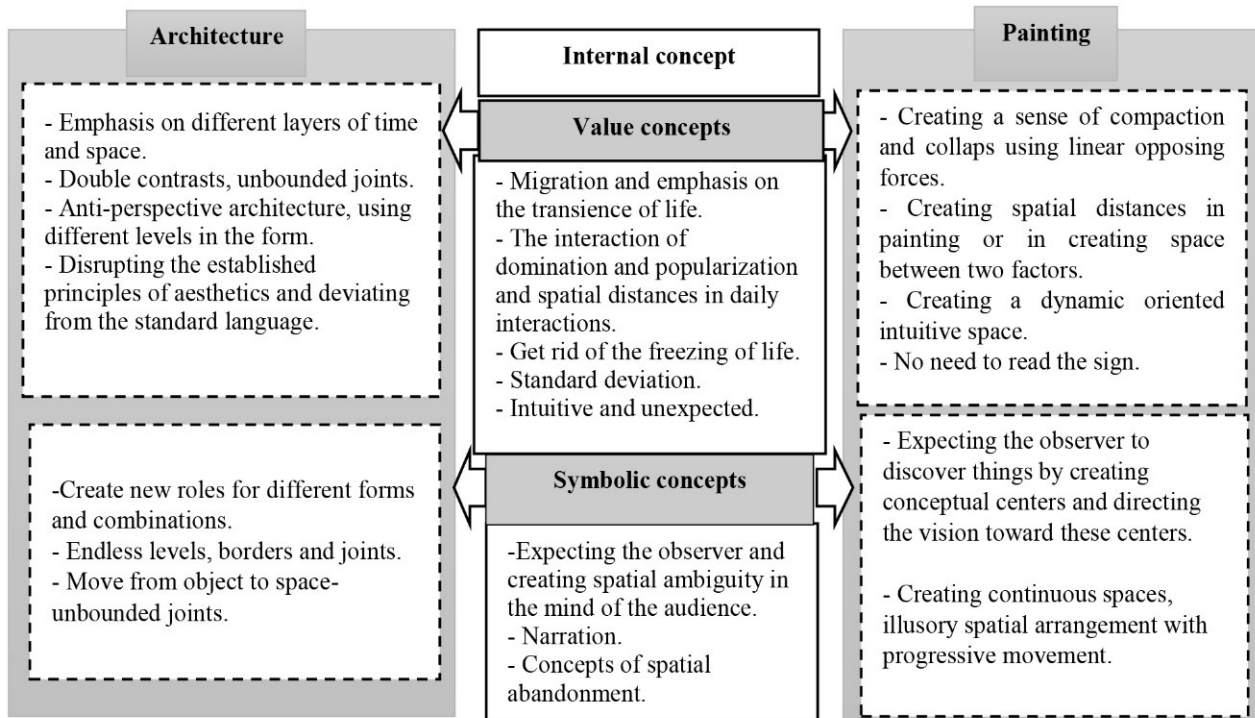 Architecture
- Emphasis on different layers of time
and space.
- Double contrasts, unbounded joints.
- Anti-perspective architecture, using
different levels in the form.
- Disrupting the established
principles of aesthetics and deviating
from the standard language.
-Create new roles for different forms
and combinations.
- Endless levels, borders and joints.
- Move from object to space-
unbounded joints.
Internal concept
Value concepts
- Migration and emphasis on
the transience of life.
- The interaction of
domination and popularization
and spatial distances in daily
interactions.
- Get rid of the freezing of life.
- Standard deviation.
- Intuitive and unexpected.
Symbolic concepts
-Expecting the observer and
creating spatial ambiguity in
the mind of the audience.
- Narration.
- Concepts of spatial
abandonment.
Painting
- Creating a sense of compaction
and collaps using linear opposing
forces.
- Creating spatial distances in
painting or in creating space
between two factors.
- Creating a dynamic oriented
intuitive space.
- No need to read the sign.
- Expecting the observer to
discover things by creating
conceptual centers and directing
the vision toward these centers.
- Creating continuous spaces,
illusory spatial arrangement with
progressive movement.